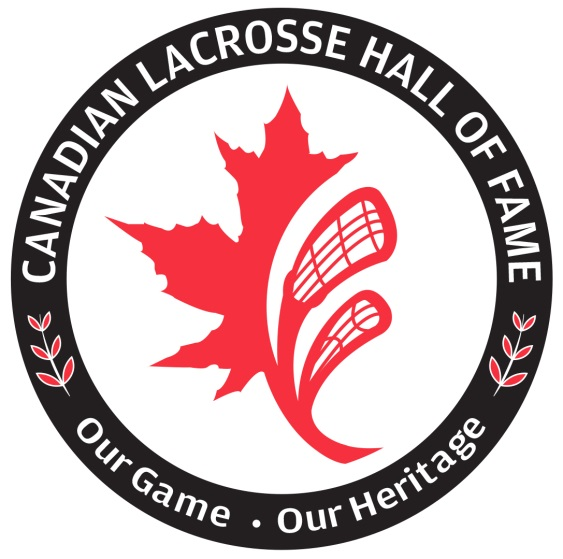 CANADIAN LACROSSE HALL OF FAME
Our Game · Our Heritage